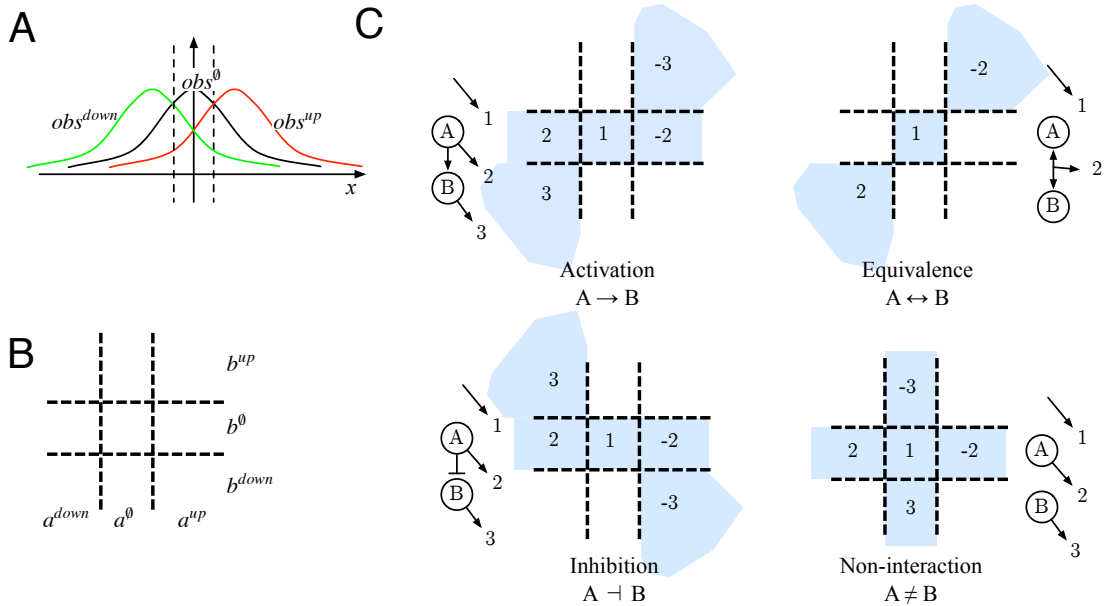 A
obs^∅
obs^down
obs^up
x
B
b^up
b^∅
b^down
a^down a^∅ a^up
C
-3
1
2 1 -2
A
2
B
3
3
Activation
A → B
-2
1
1
A
2
2
B
Equivalence
A ↔ B
3
1
2 1 -2
A
2
B
-3
3
Inhibition
A ⊣ B
-3
1
2 1 -2
A
2
3
B
3
Non-interaction
A ≠ B